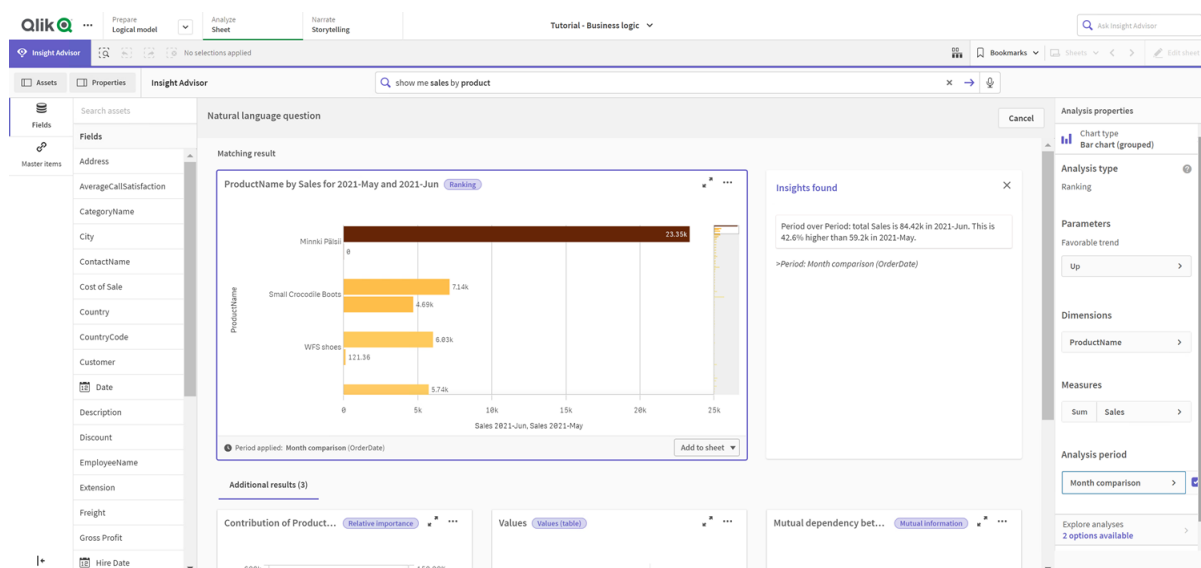 Qlik
...
Prepare
Logical model
Analyze
Sheet
Narrate
Storytelling
Tutorial - Business logic
Ask Insight Advisor
Insight Advisor
No selections applied
Bookmarks
Sheets
Edit sheet
Assets
Properties
Insight Advisor
show me sales by product
Fields
Master items
Search assets
Fields
Address
AverageCallSatisfaction
CategoryName
City
ContactName
Cost of Sale
Country
CountryCode
Customer
Date
Description
Discount
EmployeeName
Extension
Freight
Gross Profit
Hire Date
Natural language question
Cancel
Matching result
ProductName by Sales for 2021-May and 2021-Jun
Ranking
ProductName
Minnki Pälsii
23.35k
0
Small Crocodile Boots
7.14k
4.69k
WFS shoes
6.03k
121.36
5.74k
0
5k
10k
15k
20k
25k
Sales 2021-Jun, Sales 2021-May
Period applied: Month comparison (OrderDate)
Add to sheet
Insights found
Period over Period: total Sales is 84.42k in 2021-Jun. This is
42.6% higher than 59.2k in 2021-May.
>Period: Month comparison (OrderDate)
Additional results (3)
Contribution of Product...
Relative importance
Values
Values (table)
Mutual dependency bet...
Mutual information
Analysis properties
Chart type
Bar chart (grouped)
Analysis type
Ranking
Parameters
Favorable trend
Up
Dimensions
ProductName
Measures
Sum
Sales
Analysis period
Month comparison
Explore analyses
2 options available